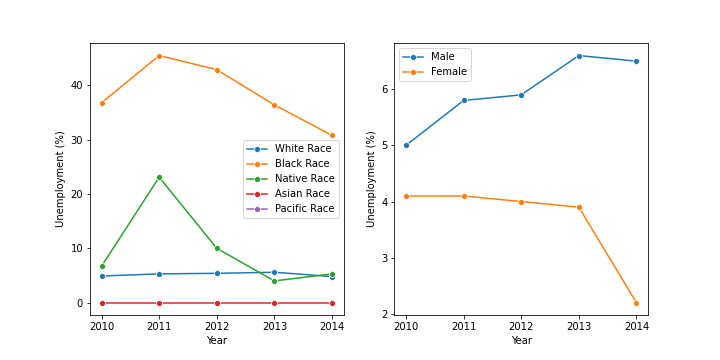 40
30
20
10
0
Unemployment (%)
White Race
Black Race
Native Race
Asian Race
Pacific Race
2010 2011 2012 2013 2014
Year
6
5
4
3
2
Unemployment (%)
Male
Female
2010 2011 2012 2013 2014
Year